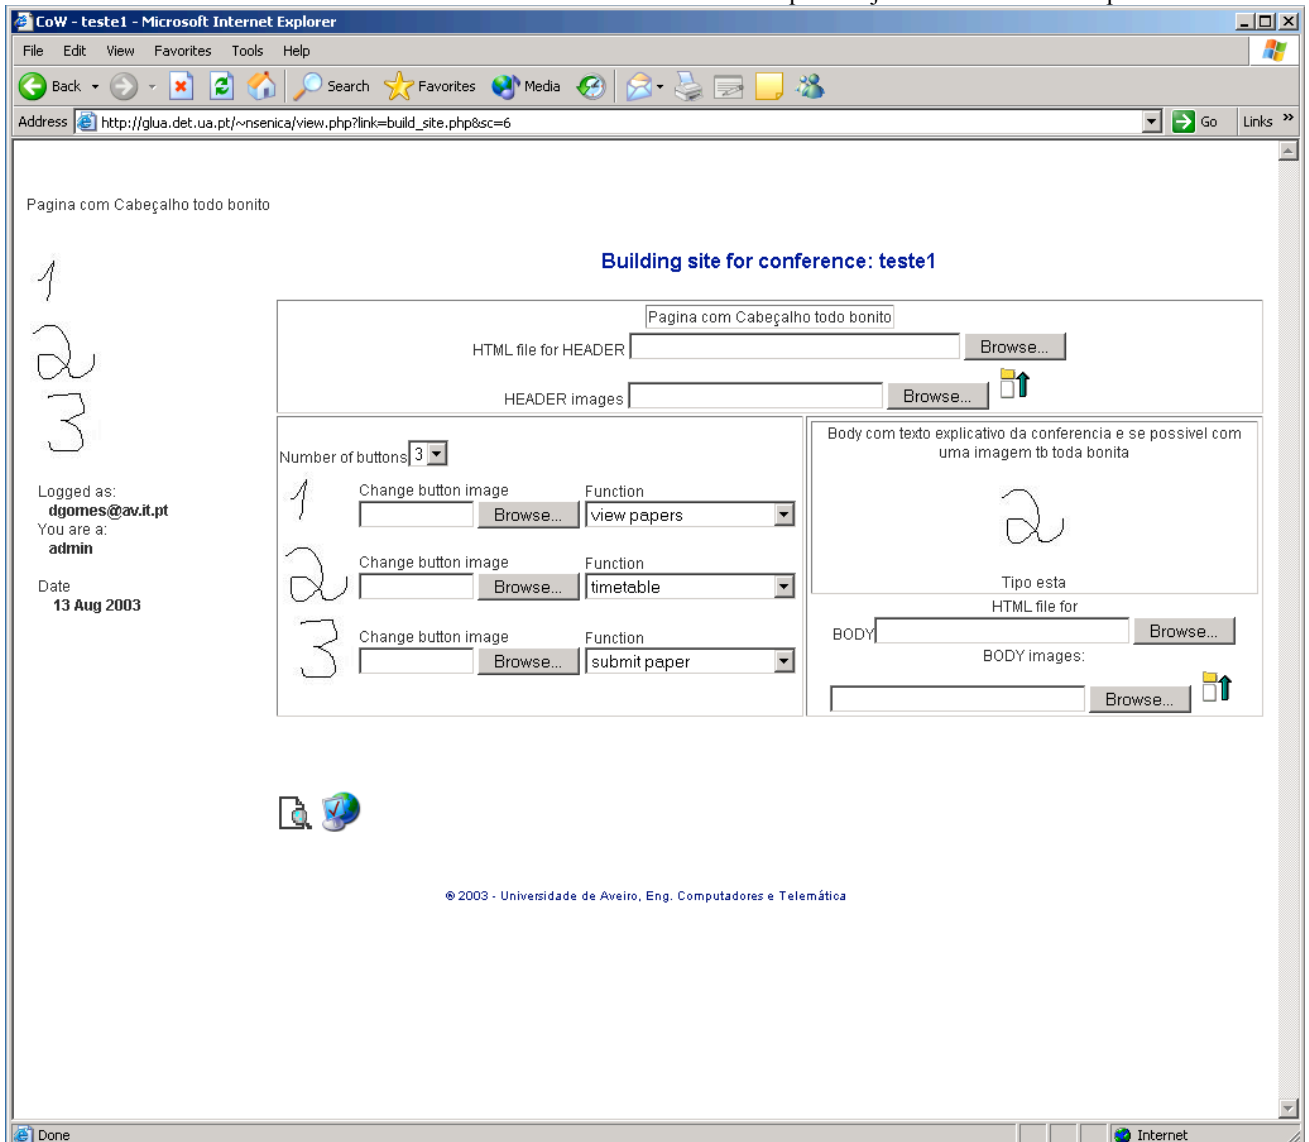 CoW - teste1 - Microsoft Internet Explorer
File Edit View Favorites Tools Help
Back Search Favorites Media
Address http://glua.det.ua.pt/~nsenica/view.php?link=build_site.php&sc=6 Go Links »
Pagina com Cabeçalho todo bonito
1
2
3
Logged as:
dgomes@av.it.pt
You are a:
admin
Date
13 Aug 2003
Building site for conference: teste1
Pagina com Cabeçalho todo bonito
HTML file for HEADER Browse...
HEADER images Browse...
Number of buttons 3
1 Change button image Function
Browse... view papers
2 Change button image Function
Browse... timetable
3 Change button image Function
Browse... submit paper
Body com texto explicativo da conferencia e se possivel com
uma imagem tb toda bonita
2
Tipo esta
HTML file for
BODY Browse...
BODY images:
Browse...
® 2003 - Universidade de Aveiro, Eng. Computadores e Telemática
Done Internet